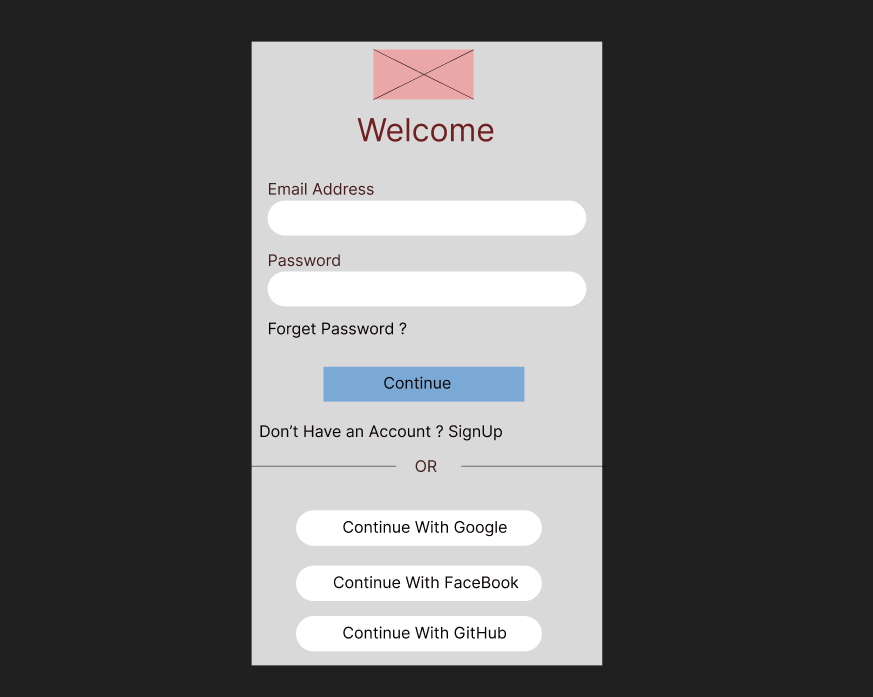 Welcome
Email Address
Password
Forget Password ?
Continue
Don’t Have an Account ? SignUp
OR
Continue With Google
Continue With FaceBook
Continue With GitHub